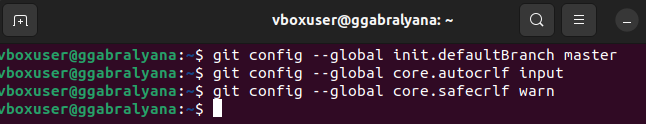 vboxuser@ggabralyana: ~
vboxuser@ggabralyana:~$ git config --global init.defaultBranch master
vboxuser@ggabralyana:~$ git config --global core.autocrlf input
vboxuser@ggabralyana:~$ git config --global core.safecrlf warn
vboxuser@ggabralyana:~$